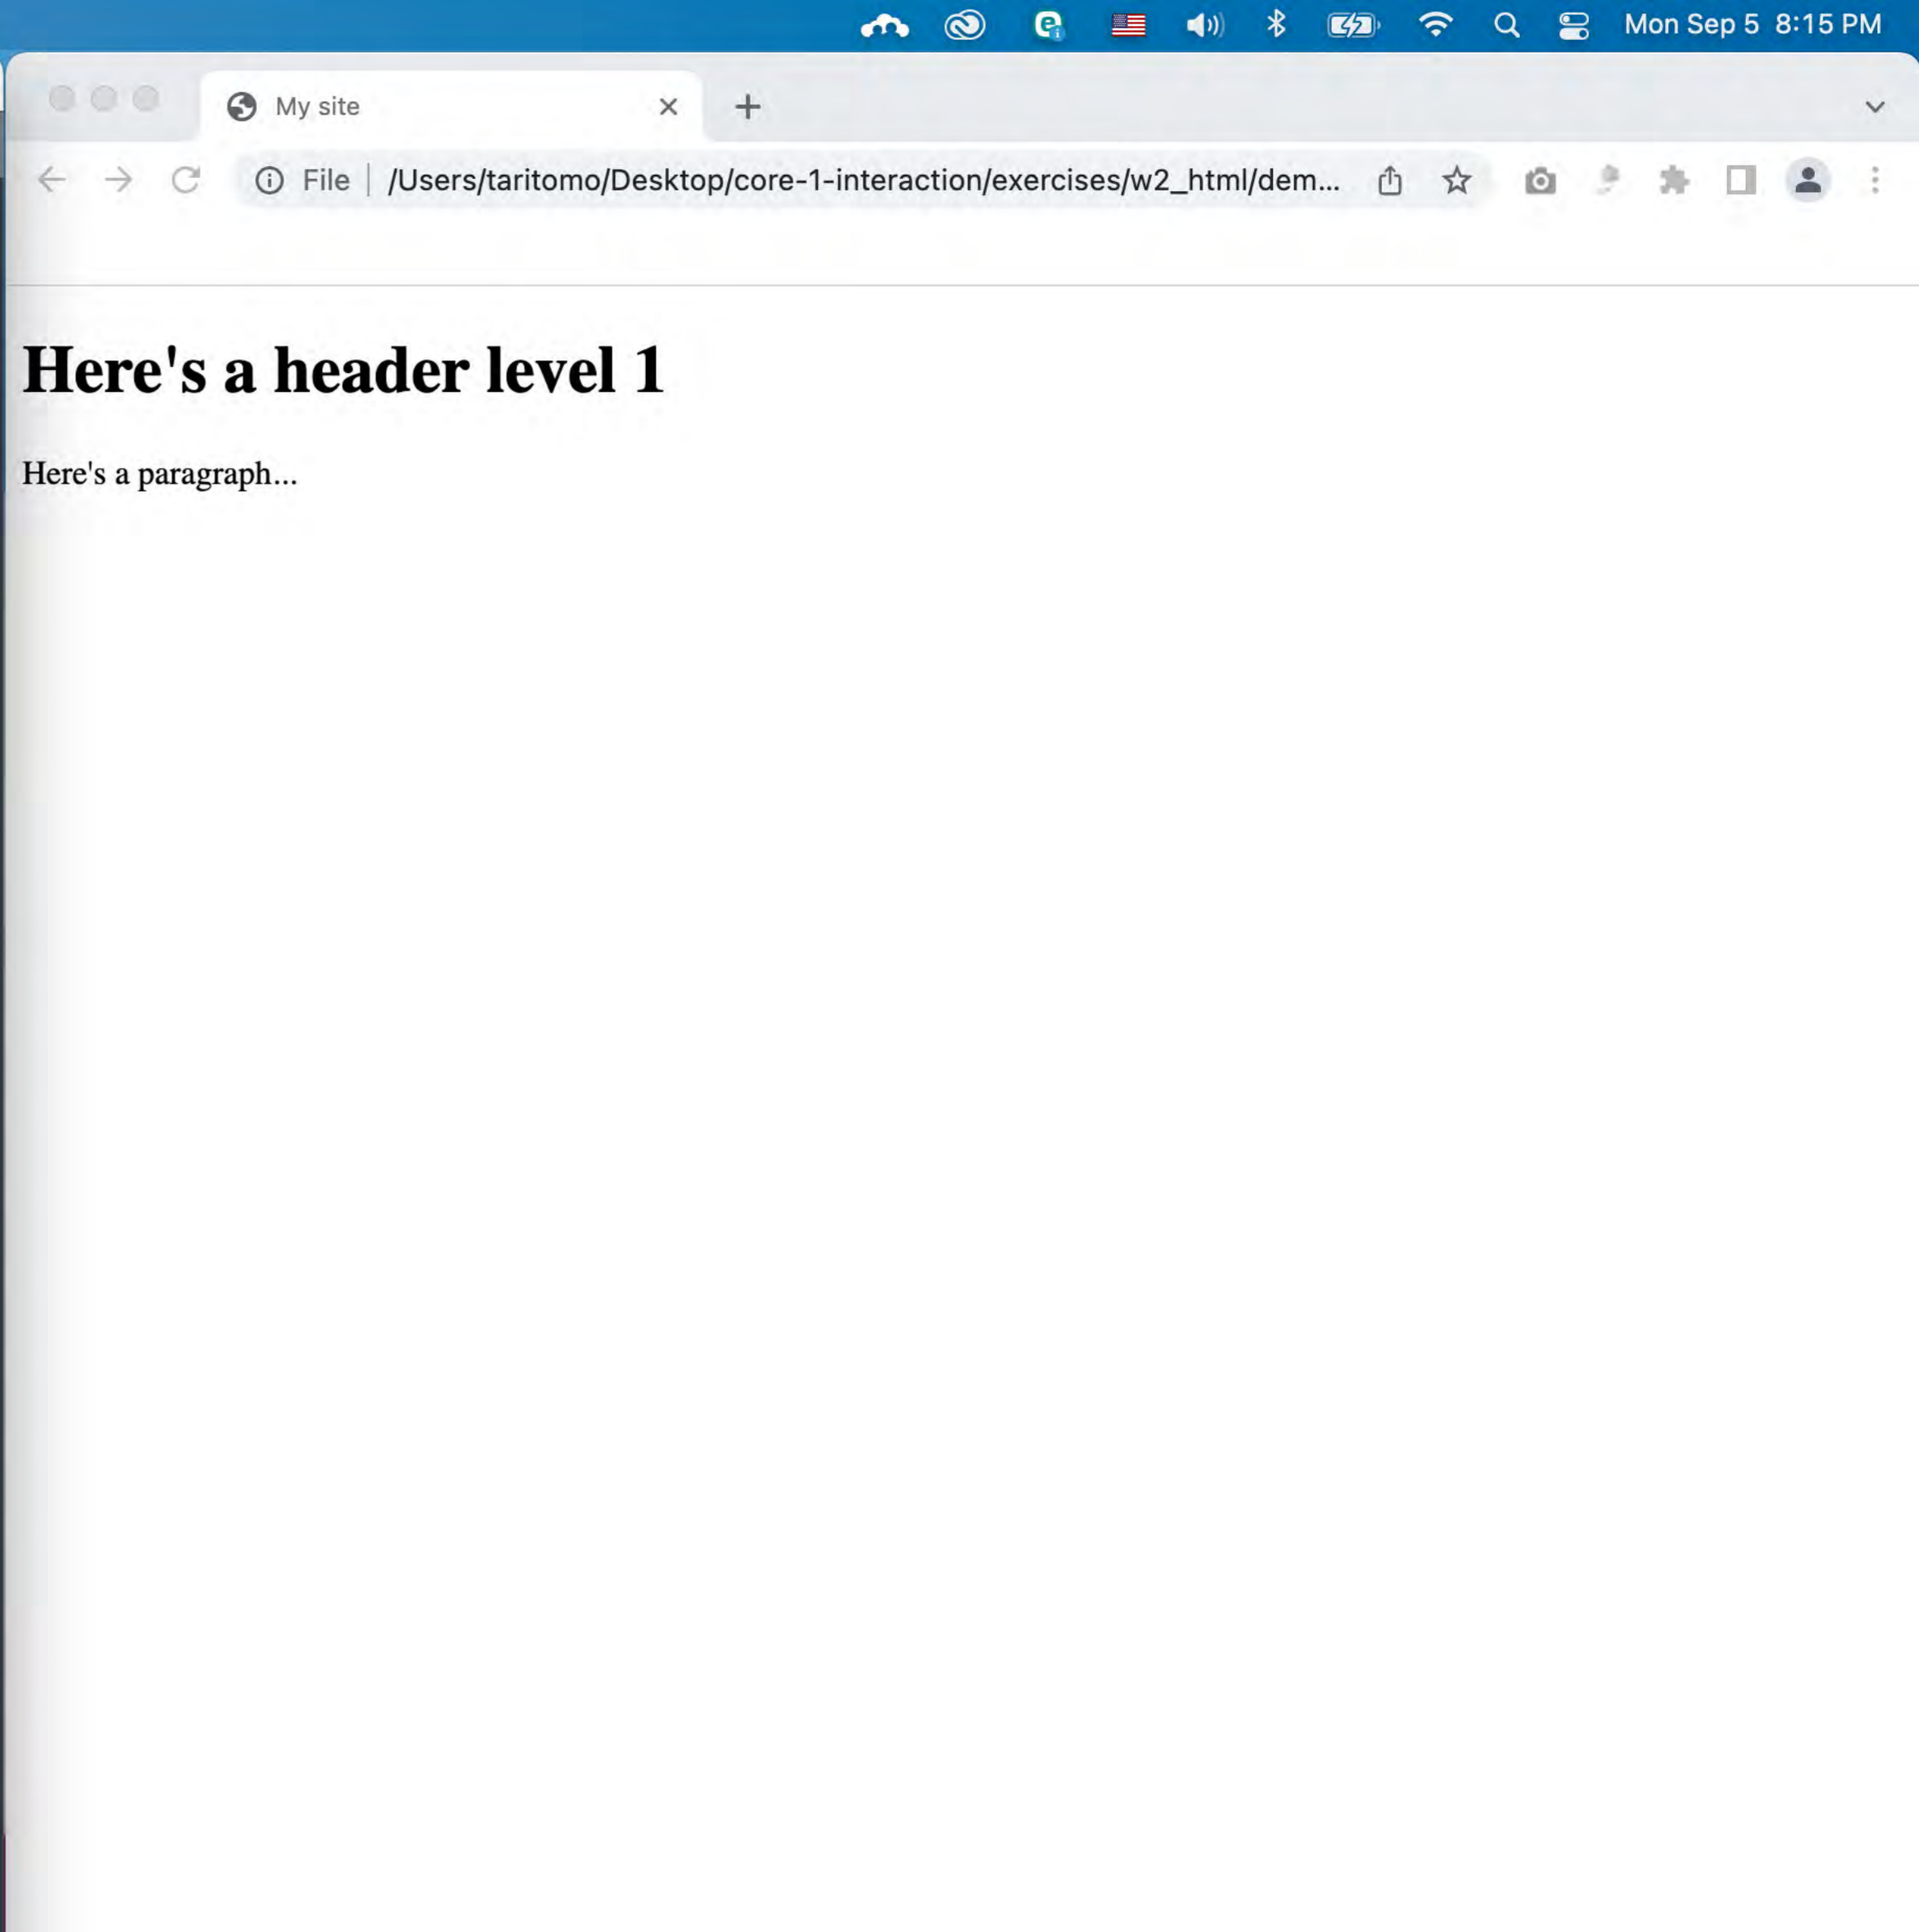 Mon Sep 5 8:15 PM
My site
File /Users/taritomo/Desktop/core-1-interaction/exercises/w2_html/dem...
Here's a header level 1
Here's a paragraph...